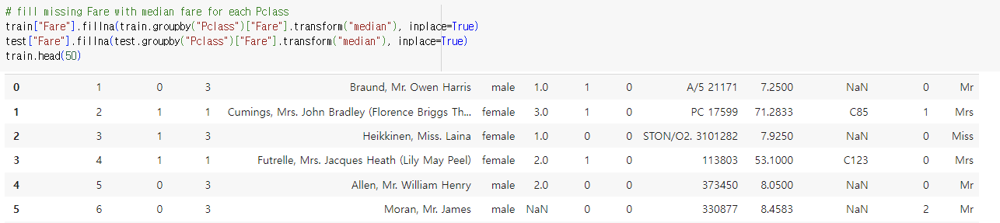 # fill missing Fare with median fare for each Pclass
train["Fare"].fillna(train.groupby("Pclass")["Fare"].transform("median"), inplace=True)
test["Fare"].fillna(test.groupby("Pclass")["Fare"].transform("median"), inplace=True)
train.head(50)
0 1 0 3 Braund, Mr. Owen Harris male 1.0 1 0 A/5 21171 7.2500 NaN 0 Mr
1 2 1 1 Cumings, Mrs. John Bradley (Florence Briggs Th... female 3.0 1 0 PC 17599 71.2833 C85 1 Mrs
2 3 1 3 Heikkinen, Miss. Laina female 1.0 0 0 STON/O2. 3101282 7.9250 NaN 0 Miss
3 4 1 1 Futrelle, Mrs. Jacques Heath (Lily May Peel) female 2.0 1 0 113803 53.1000 C123 0 Mrs
4 5 0 3 Allen, Mr. William Henry male 2.0 0 0 373450 8.0500 NaN 0 Mr
5 6 0 3 Moran, Mr. James male NaN 0 0 330877 8.4583 NaN 2 Mr